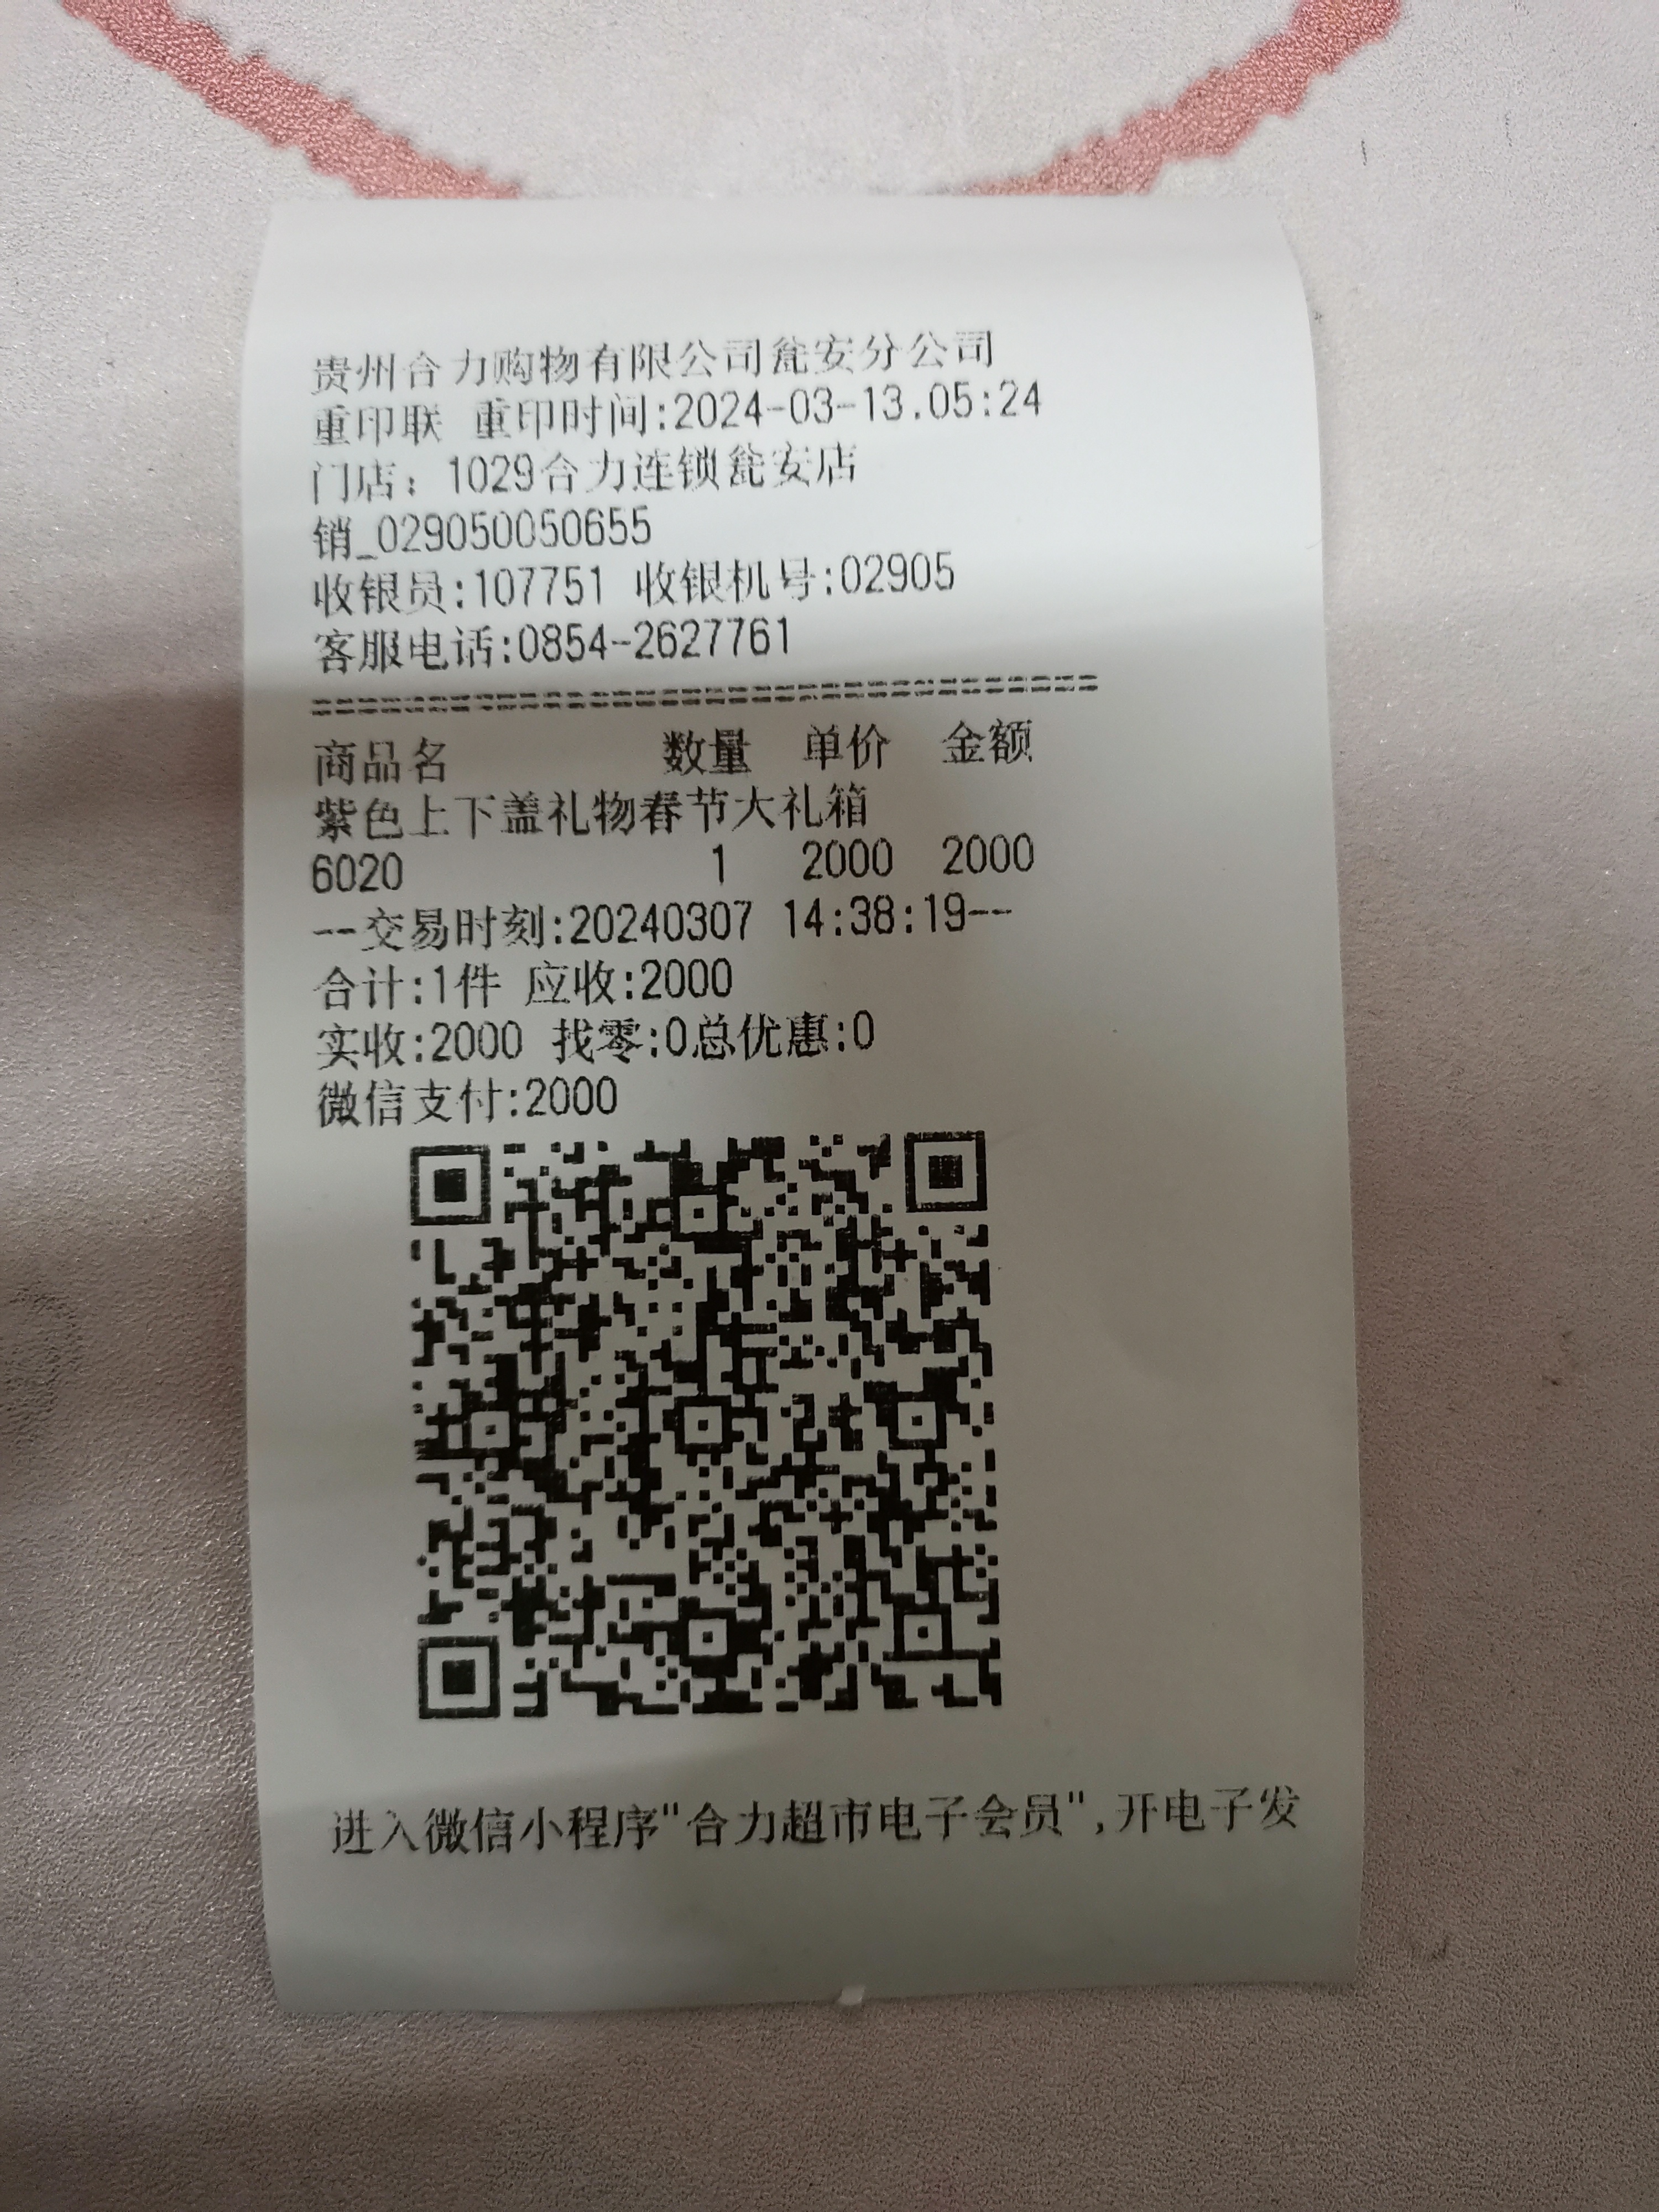 贵州合力购物有限公司瓮安分公司
重印联 重印时间:2024-03-13.05:24
门店：1029合力连锁瓮安店
销_029050050655
收银员:107751 收银机号:02905
客服电话:0854-2627761
==================================
商品名 数量 单价 金额
紫色上下盖礼物春节大礼箱
6020 1 2000 2000
--交易时刻:20240307 14:38:19--
合计:1件 应收:2000
实收:2000 找零:0总优惠:0
微信支付:2000
进入微信小程序"合力超市电子会员",开电子发